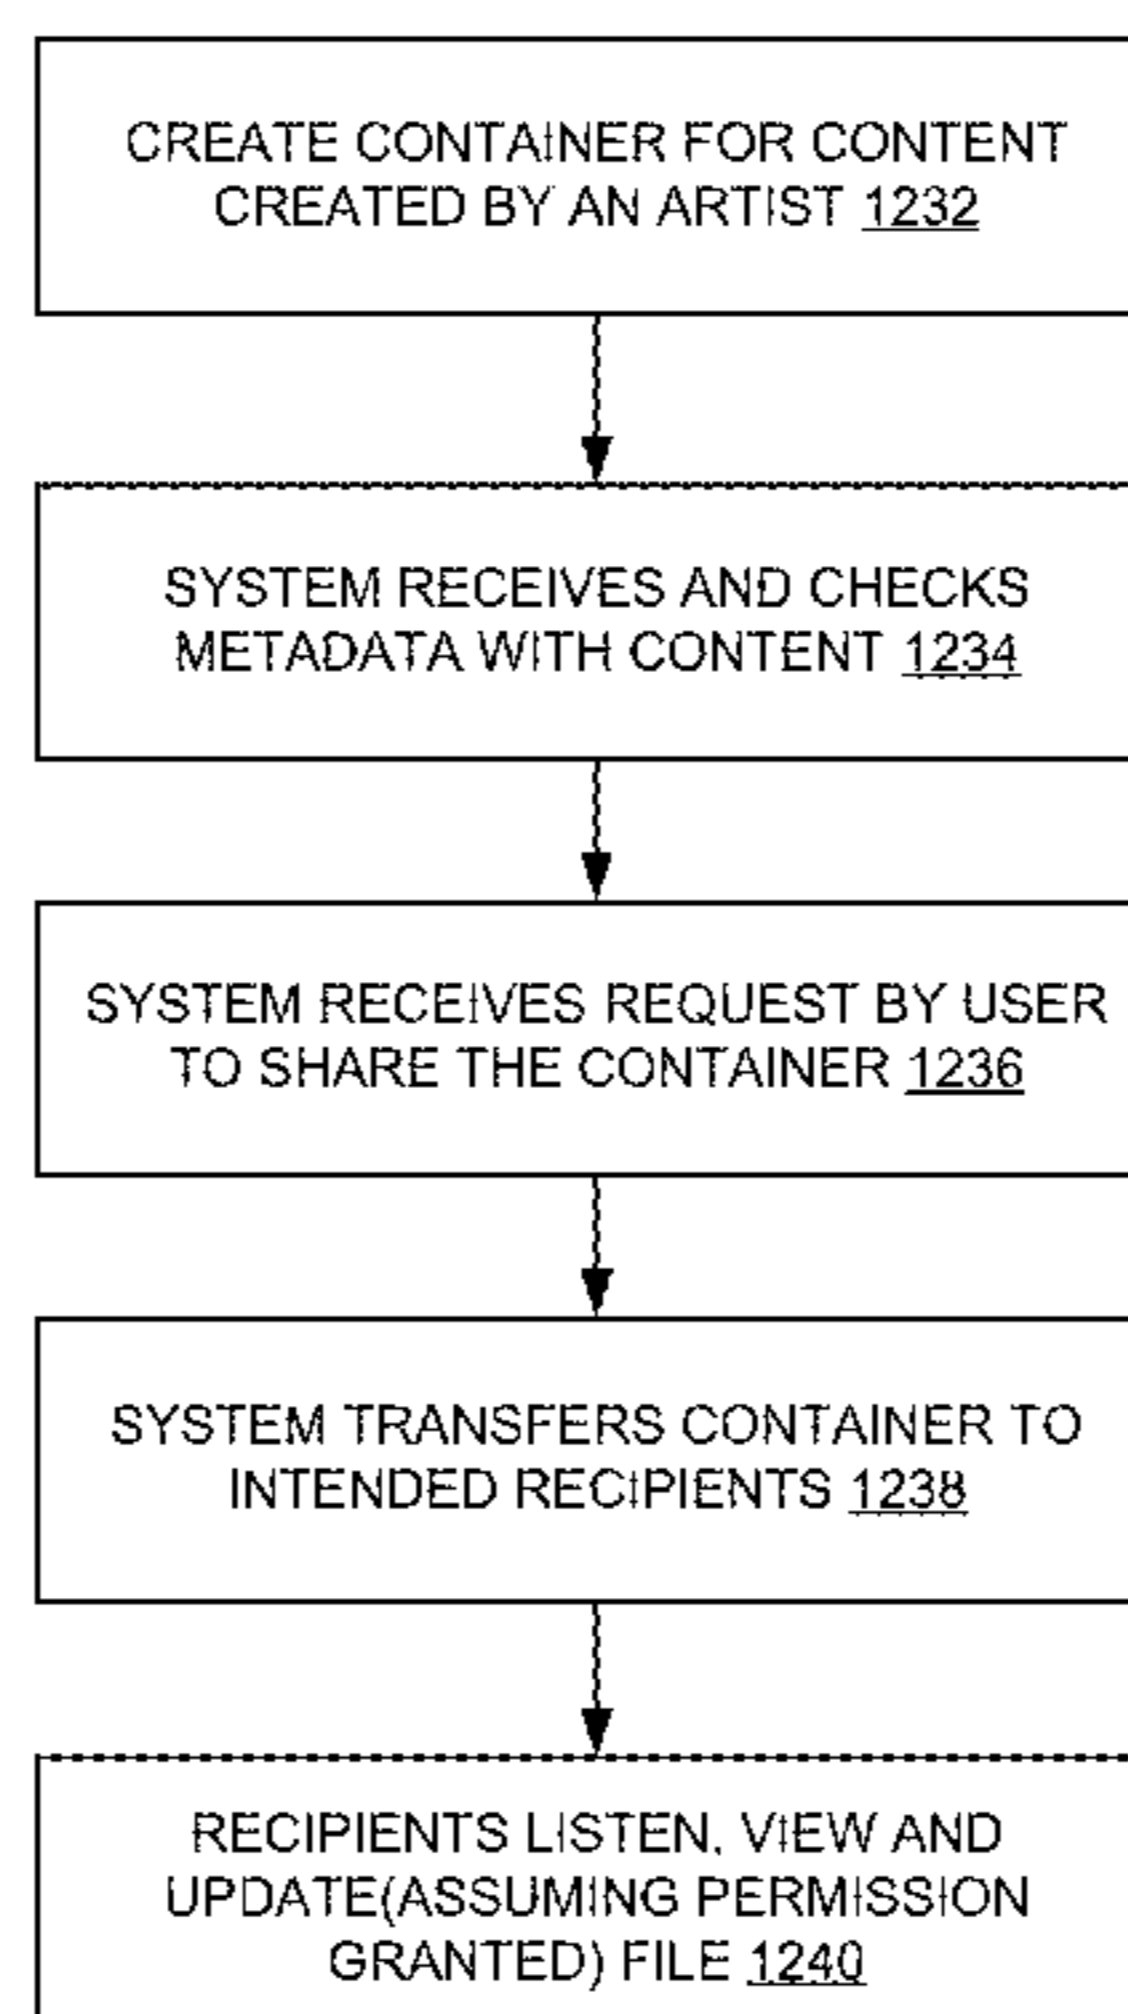 CREATE CONTAINER FOR CONTENT
CREATED BY AN ARTIST 1232
SYSTEM RECEIVES AND CHECKS
METADATA WITH CONTENT 1234
SYSTEM RECEIVES REQUEST BY USER
TO SHARE THE CONTAINER 1236
SYSTEM TRANSFERS CONTAINER TO
INTENDED RECIPIENTS 1238
RECIPIENTS LISTEN, VIEW AND
UPDATE(ASSUMING PERMISSION
GRANTED) FILE 1240